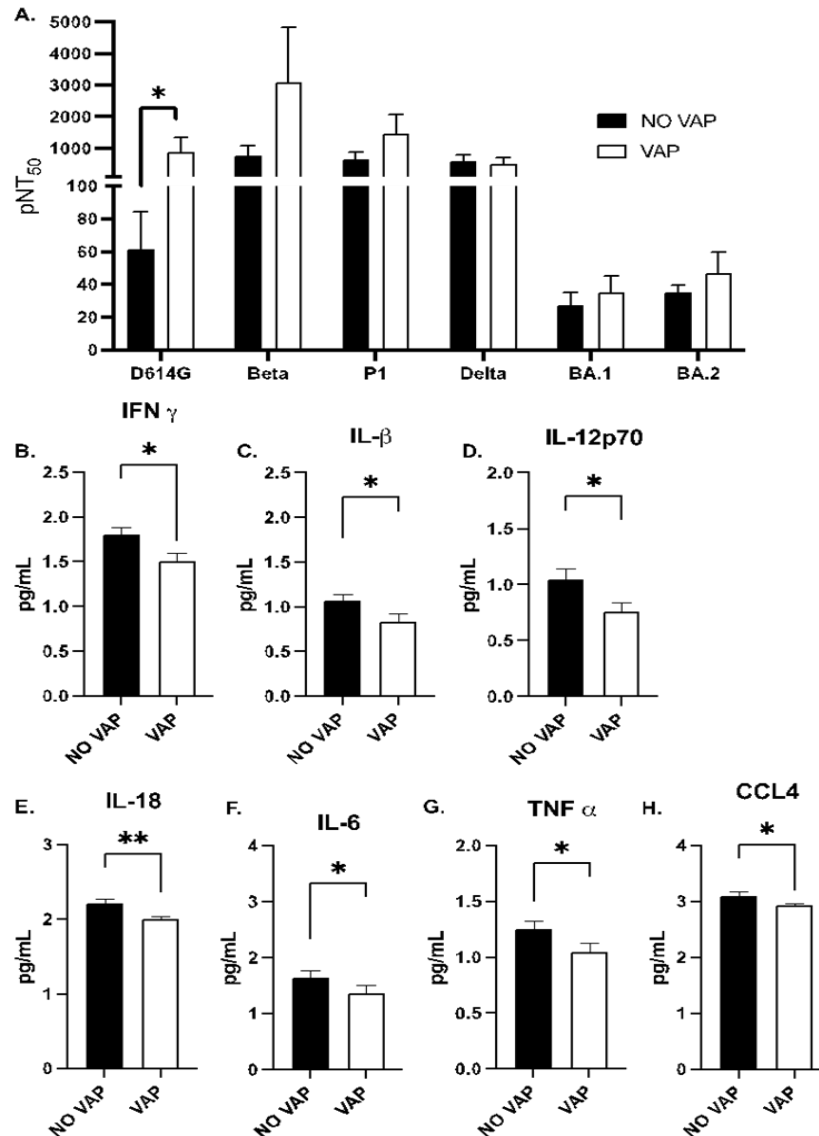 A.
5000
4000
3000
2000
1000
100
80
60
40
20
0
pNT50
*
NO VAP
VAP
D614G Beta P1 Delta BA.1 BA.2
B.
IFN γ
2.5
2.0
1.5
1.0
0.5
0.0
pg/mL
*
NO VAP
VAP
C.
IL-β
2.5
2.0
1.5
1.0
0.5
0.0
pg/mL
*
NO VAP
VAP
D.
IL-12p70
2.0
1.5
1.0
0.5
0.0
pg/mL
*
NO VAP
VAP
E.
IL-18
3
2
1
0
pg/mL
**
NO VAP
VAP
F.
IL-6
4
3
2
1
0
pg/mL
*
NO VAP
VAP
G.
TNF α
2.0
1.5
1.0
0.5
0.0
pg/mL
*
NO VAP
VAP
H.
CCL4
4
3
2
1
0
pg/mL
*
NO VAP
VAP